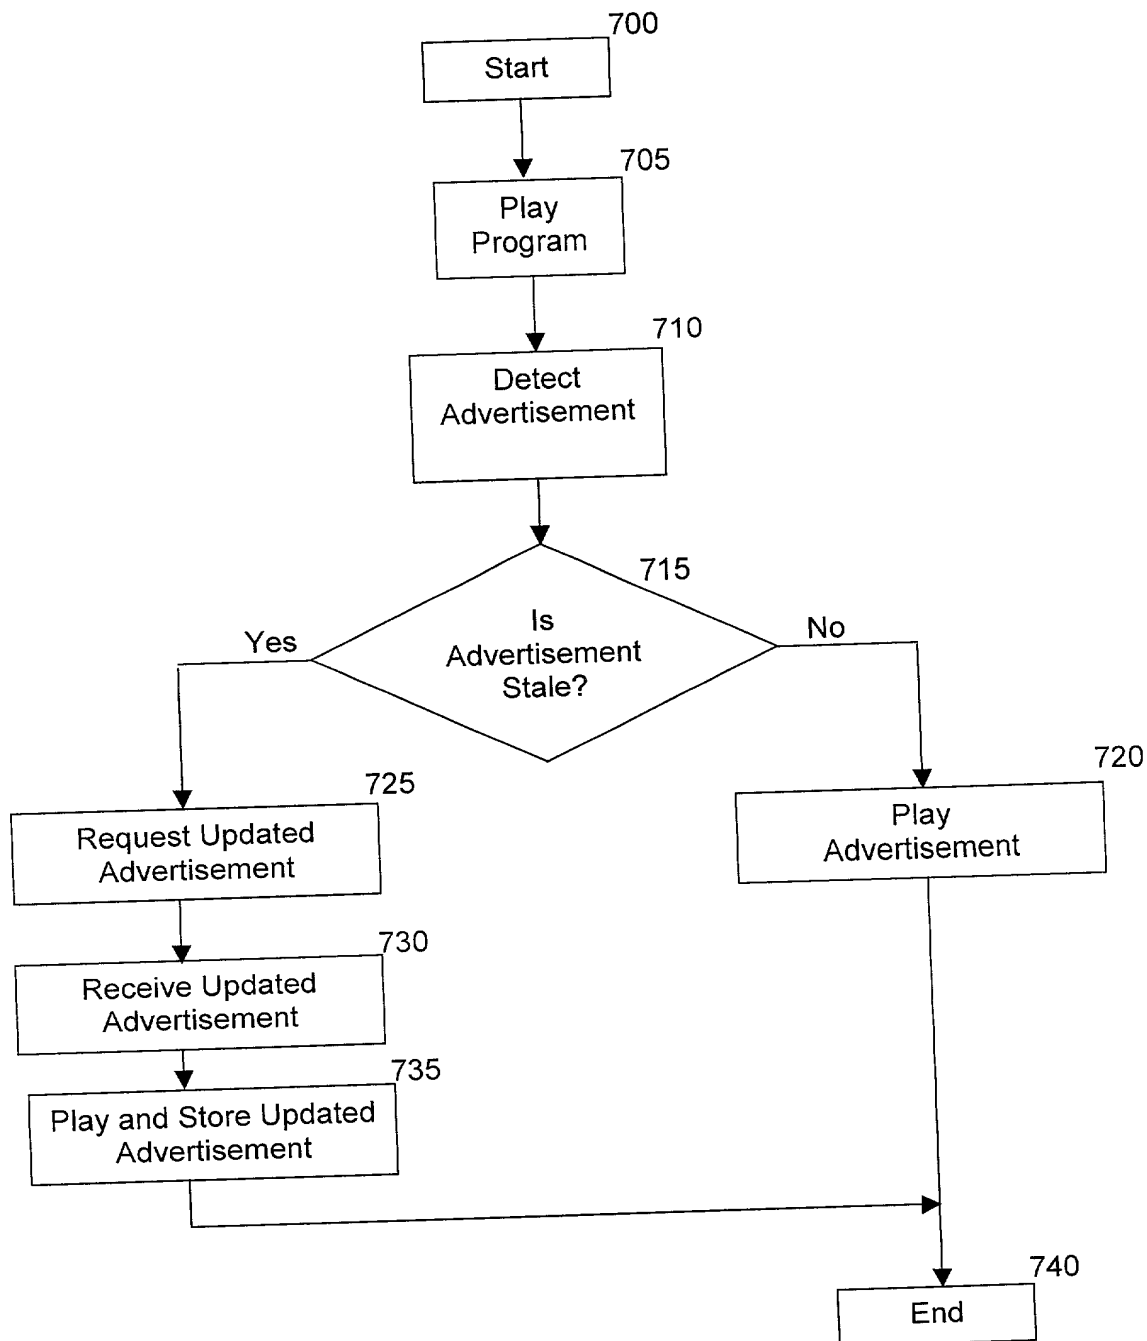 700
Start
705
Play
Program
710
Detect
Advertisement
715
Is
Advertisement
Stale?
Yes
No
725
Request Updated
Advertisement
720
Play
Advertisement
730
Receive Updated
Advertisement
735
Play and Store Updated
Advertisement
740
End